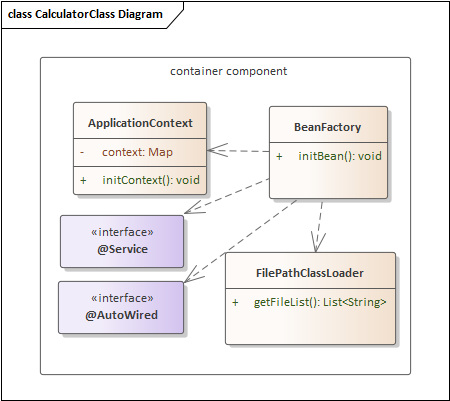 class CalculatorClass Diagram
container component
ApplicationContext
- context: Map
+ initContext(): void
BeanFactory
+ initBean(): void
«interface»
@Service
«interface»
@AutoWired
FilePathClassLoader
+ getFileList(): List<String>